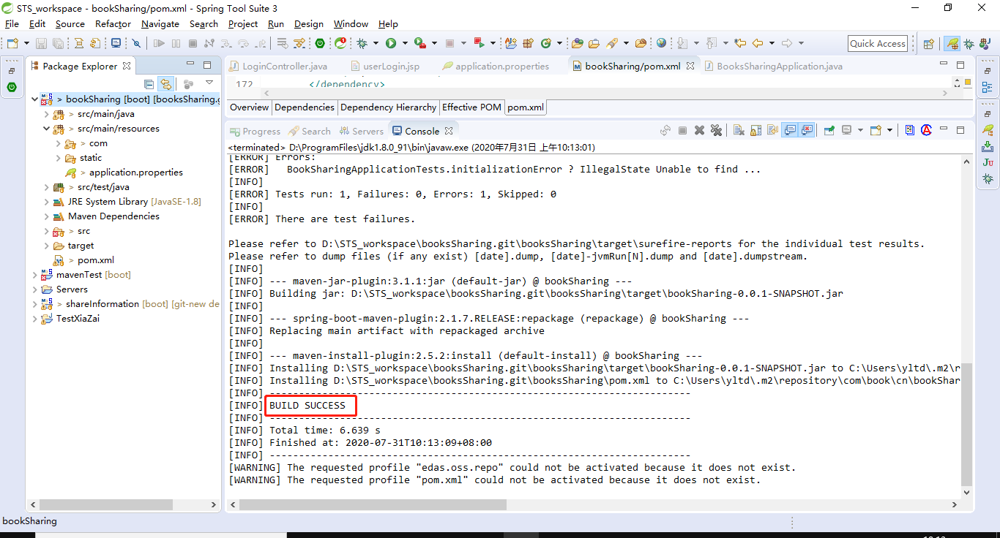 STS_workspace - bookSharing/pom.xml - Spring Tool Suite 3
File Edit Source Refactor Navigate Search Project Run Design Window Help
Quick Access
Package Explorer
> bookSharing [boot] [booksSharing.g
> src/main/java
> src/main/resources
> com
> static
> application.properties
> src/test/java
JRE System Library [JavaSE-1.8]
Maven Dependencies
> src
target
> pom.xml
mavenTest [boot]
Servers
> shareInformation [boot] [git-new de
TestXiaZai
LoginController.java userLogin.jsp application.properties bookSharing/pom.xml BooksSharingApplication.java
172 </dependency>
Overview Dependencies Dependency Hierarchy Effective POM pom.xml
Progress Search Servers Console
<terminated> D:\ProgramFiles\jdk1.8.0_91\bin\javaw.exe (2020年7月31日 上午10:13:01)
[ERROR] Errors:
[ERROR]   BookSharingApplicationTests.initializationError ? IllegalState Unable to find ...
[INFO]
[ERROR] Tests run: 1, Failures: 0, Errors: 1, Skipped: 0
[INFO]
[ERROR] There are test failures.
Please refer to D:\STS_workspace\booksSharing.git\booksSharing\target\surefire-reports for the individual test results.
Please refer to dump files (if any exist) [date].dump, [date]-jvmRun[N].dump and [date].dumpstream.
[INFO]
[INFO] --- maven-jar-plugin:3.1.1:jar (default-jar) @ bookSharing ---
[INFO] Building jar: D:\STS_workspace\booksSharing.git\booksSharing\target\bookSharing-0.0.1-SNAPSHOT.jar
[INFO]
[INFO] --- spring-boot-maven-plugin:2.1.7.RELEASE:repackage (repackage) @ bookSharing ---
[INFO] Replacing main artifact with repackaged archive
[INFO]
[INFO] --- maven-install-plugin:2.5.2:install (default-install) @ bookSharing ---
[INFO] Installing D:\STS_workspace\booksSharing.git\booksSharing\target\bookSharing-0.0.1-SNAPSHOT.jar to C:\Users\yltd\.m2\r
[INFO] Installing D:\STS_workspace\booksSharing.git\booksSharing\pom.xml to C:\Users\yltd\.m2\repository\com\book\cn\bookShar
[INFO] ------------------------------------------------------------------------
[INFO] BUILD SUCCESS
[INFO] ------------------------------------------------------------------------
[INFO] Total time: 6.639 s
[INFO] Finished at: 2020-07-31T10:13:09+08:00
[INFO] ------------------------------------------------------------------------
[WARNING] The requested profile "edas.oss.repo" could not be activated because it does not exist.
[WARNING] The requested profile "pom.xml" could not be activated because it does not exist.
bookSharing